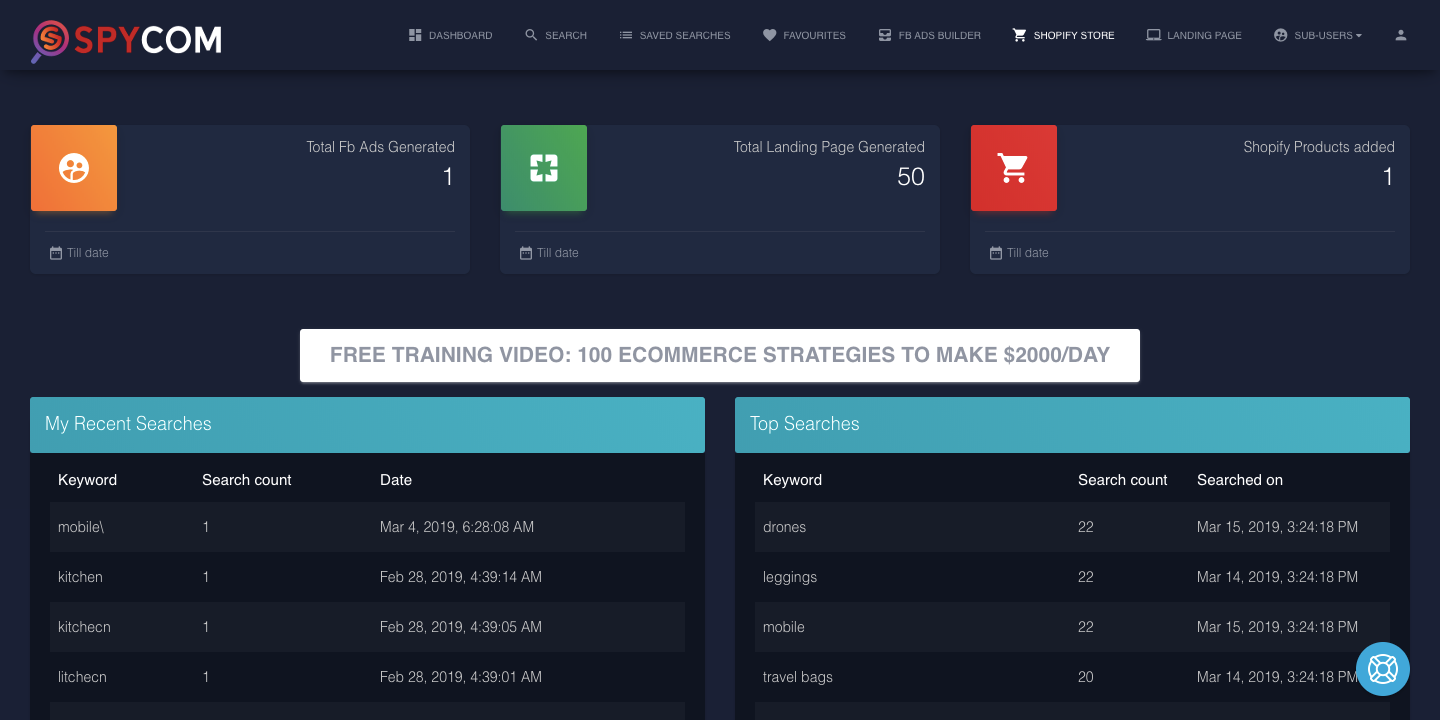 SPYCOM
DASHBOARD SEARCH SAVED SEARCHES FAVOURITES FB ADS BUILDER SHOPIFY STORE LANDING PAGE SUB-USERS
Total Fb Ads Generated
1
Till date
Total Landing Page Generated
50
Till date
Shopify Products added
1
Till date
FREE TRAINING VIDEO: 100 ECOMMERCE STRATEGIES TO MAKE $2000/DAY
My Recent Searches
Keyword Search count Date
mobile\ 1 Mar 4, 2019, 6:28:08 AM
kitchen 1 Feb 28, 2019, 4:39:14 AM
kitchecn 1 Feb 28, 2019, 4:39:05 AM
litchecn 1 Feb 28, 2019, 4:39:01 AM
Top Searches
Keyword Search count Searched on
drones 22 Mar 15, 2019, 3:24:18 PM
leggings 22 Mar 14, 2019, 3:24:18 PM
mobile 22 Mar 15, 2019, 3:24:18 PM
travel bags 20 Mar 14, 2019, 3:24:18 PM